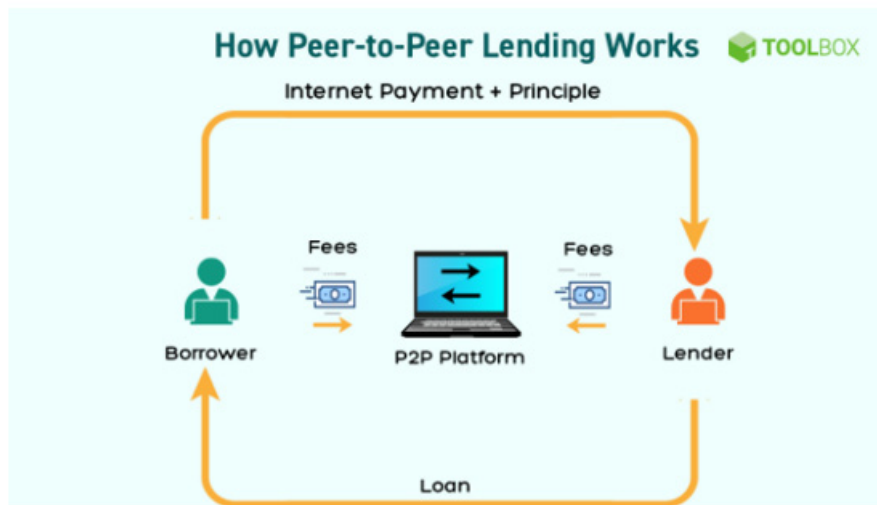 How Peer-to-Peer Lending Works
TOOLBOX
Internet Payment + Principle
Fees
Fees
Borrower
P2P Platform
Lender
Loan